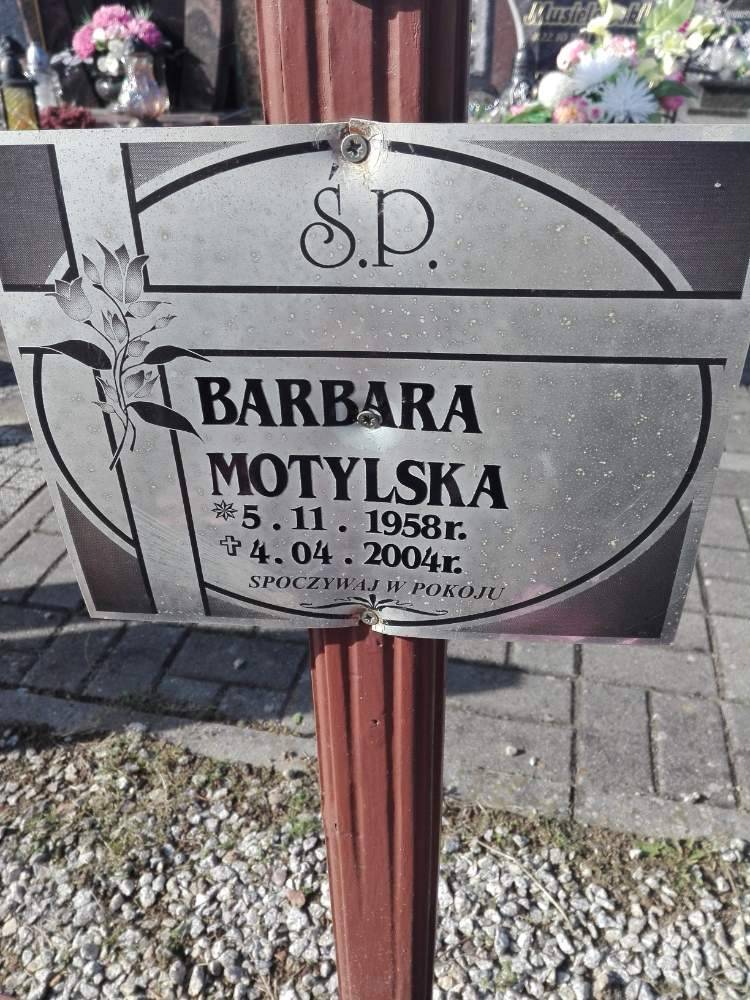 Ś.P.
BARBARA
MOTYLSKA
5.11.1958r.
4.04.2004r.
SPOCZYWAJ W POKOJU